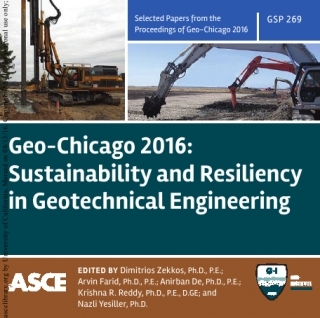 Selected Papers from the
Proceedings of Geo-Chicago 2016
GSP 269
Geo-Chicago 2016:
Sustainability and Resiliency
in Geotechnical Engineering
ASCE
EDITED BY Dimitrios Zekkos, Ph.D., P.E.;
Arvin Farid, Ph.D., P.E.; Anirban De, Ph.D., P.E.;
Krishna R. Reddy, Ph.D., P.E., D.GE; and
Nazli Yesiller, Ph.D.
G-I